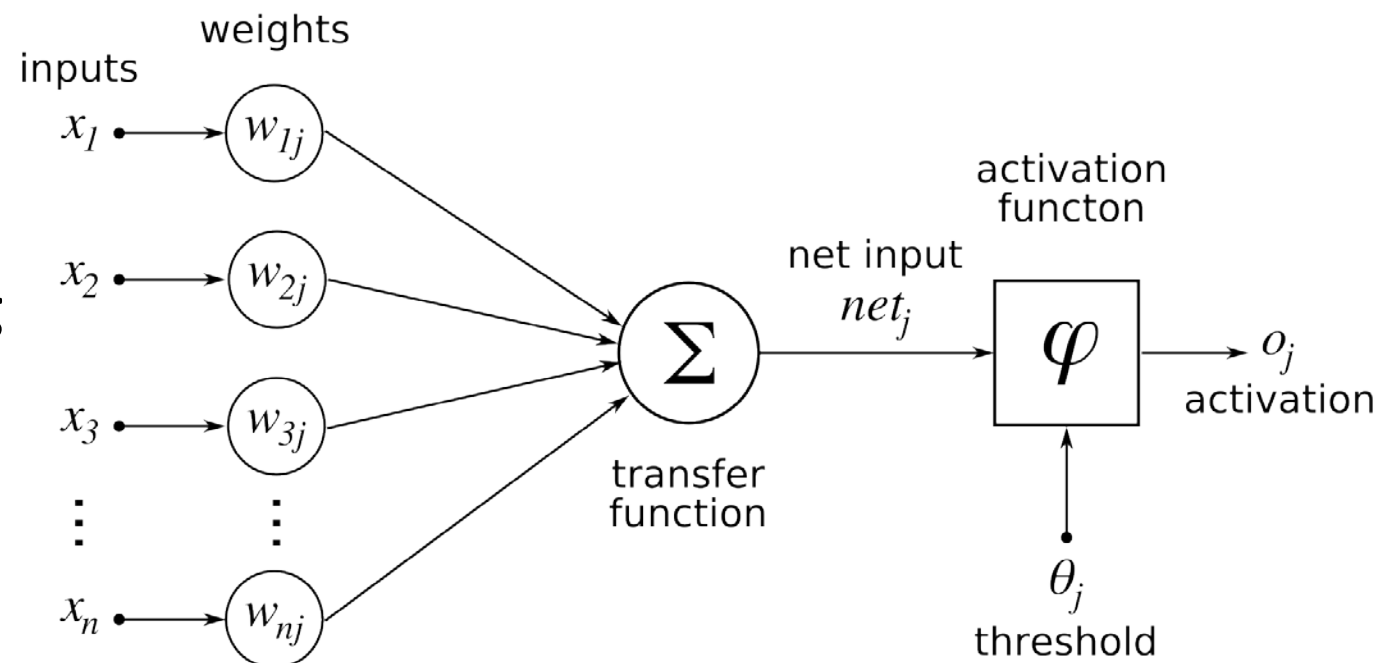 weights
inputs
x1
w1j
x2
w2j
x3
w3j
⋮
⋮
xn
wnj
Σ
transfer
function
net input
netj
activation
functon
φ
oj
activation
θj
threshold